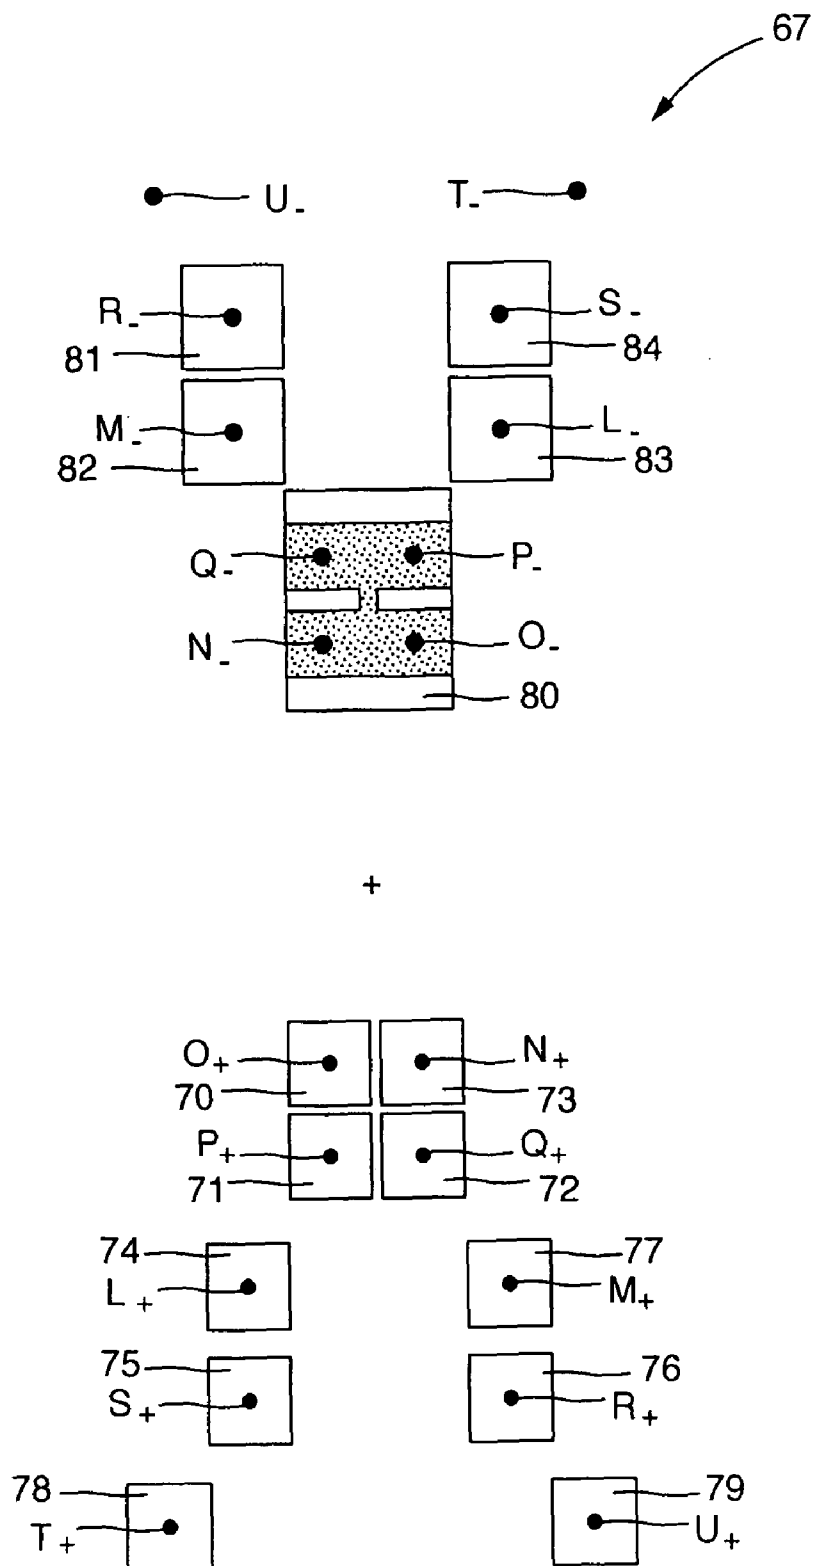 67
U- T-
R- S-
81 84
M- L-
82 83
Q- P-
N- O-
80
+
O+ N+
70 73
P+ Q+
71 72
74 77
L+ M+
75 76
S+ R+
78 79
T+ U+